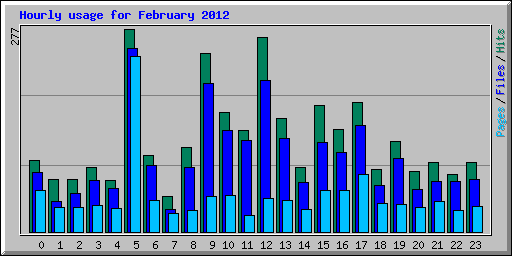 Hourly usage for February 2012
277
Pages / Files / Hits
0 1 2 3 4 5 6 7 8 9 10 11 12 13 14 15 16 17 18 19 20 21 22 23